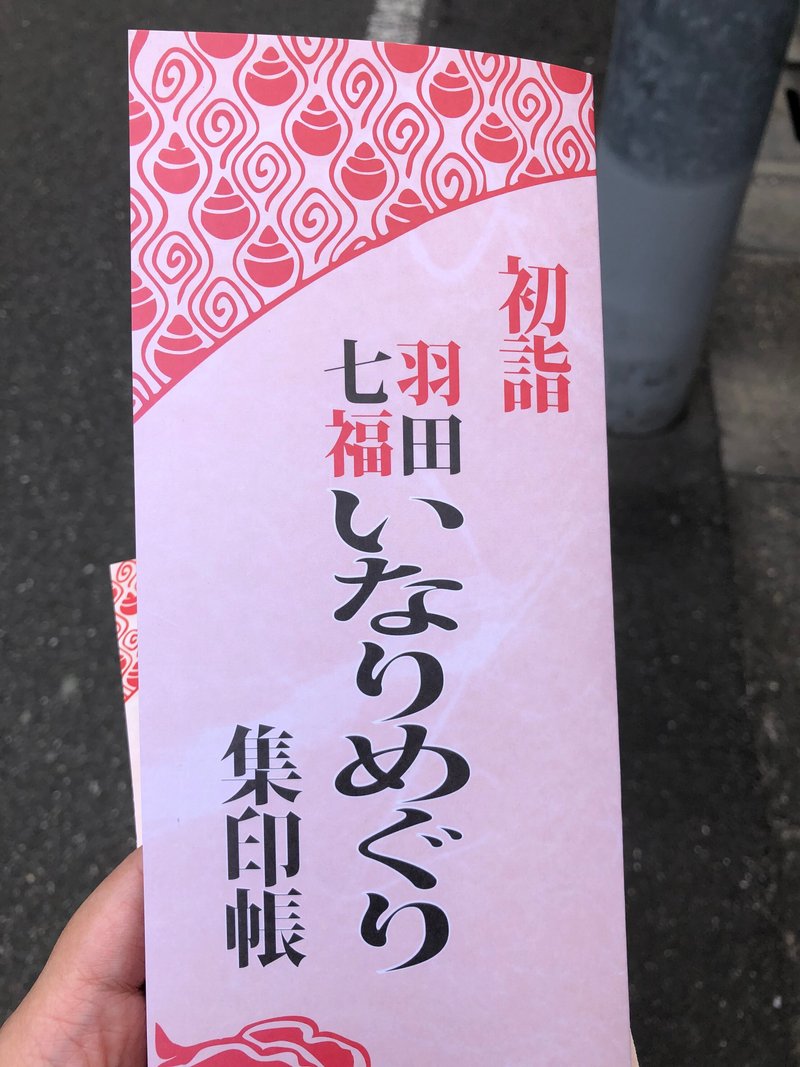 初詣
羽田
七福
いなりめぐり
集印帳